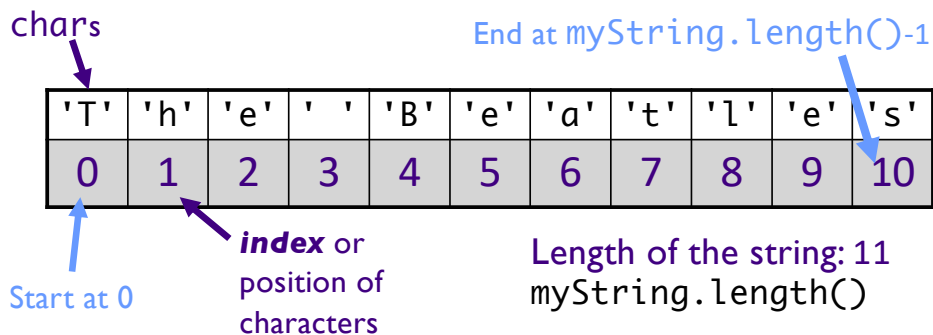 chars
End at myString.length()-1
'T' 'h' 'e' ' ' 'B' 'e' 'a' 't' 'l' 'e' 's'
0 1 2 3 4 5 6 7 8 9 10
Start at 0
index or
position of
characters
Length of the string: 11
myString.length()